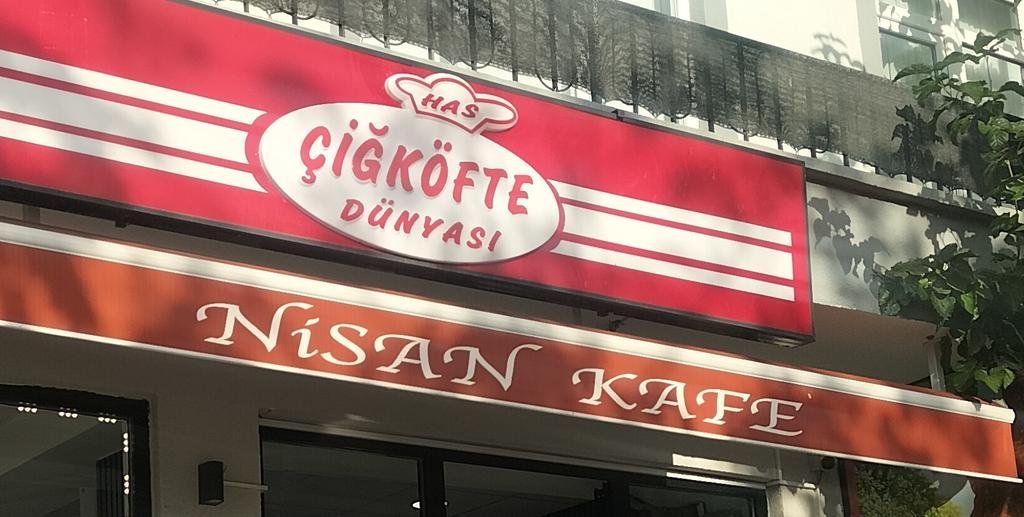 HAS
ÇİĞKÖFTE
DÜNYASI
NiSAN KAFE